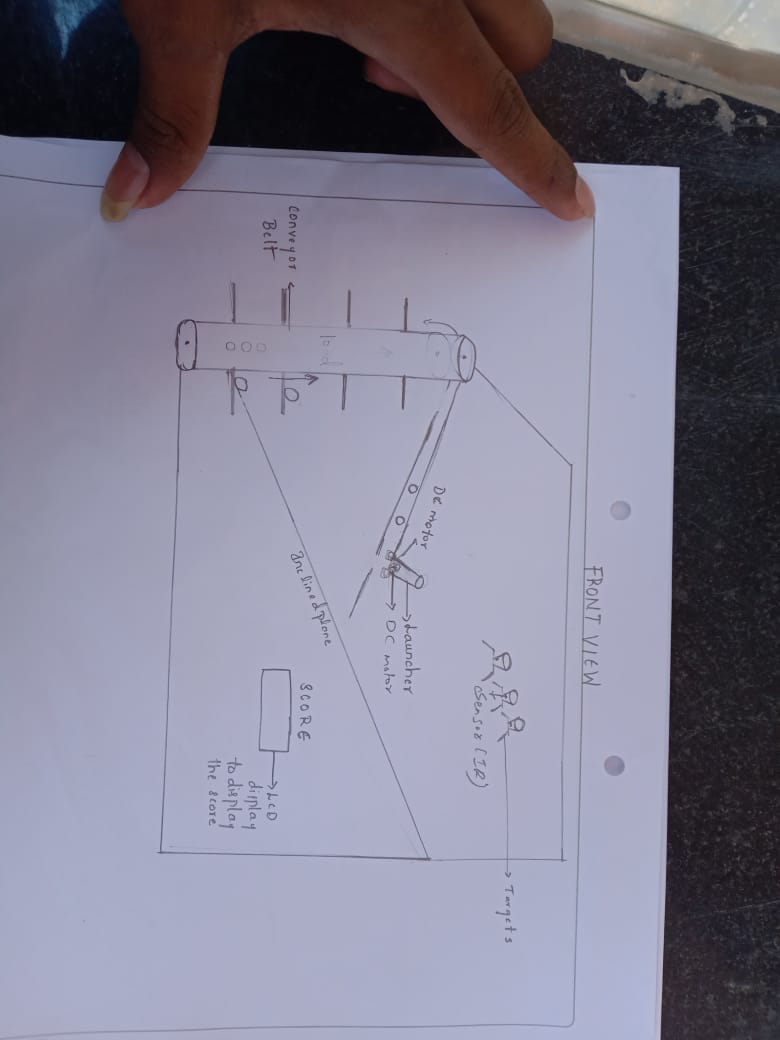 FRONT VIEW
Targets
Sensor (IR)
DC motor
Launcher
DC motor
Inclined plane
load
Conveyor
Belt
SCORE
LCD
display
to display
the score